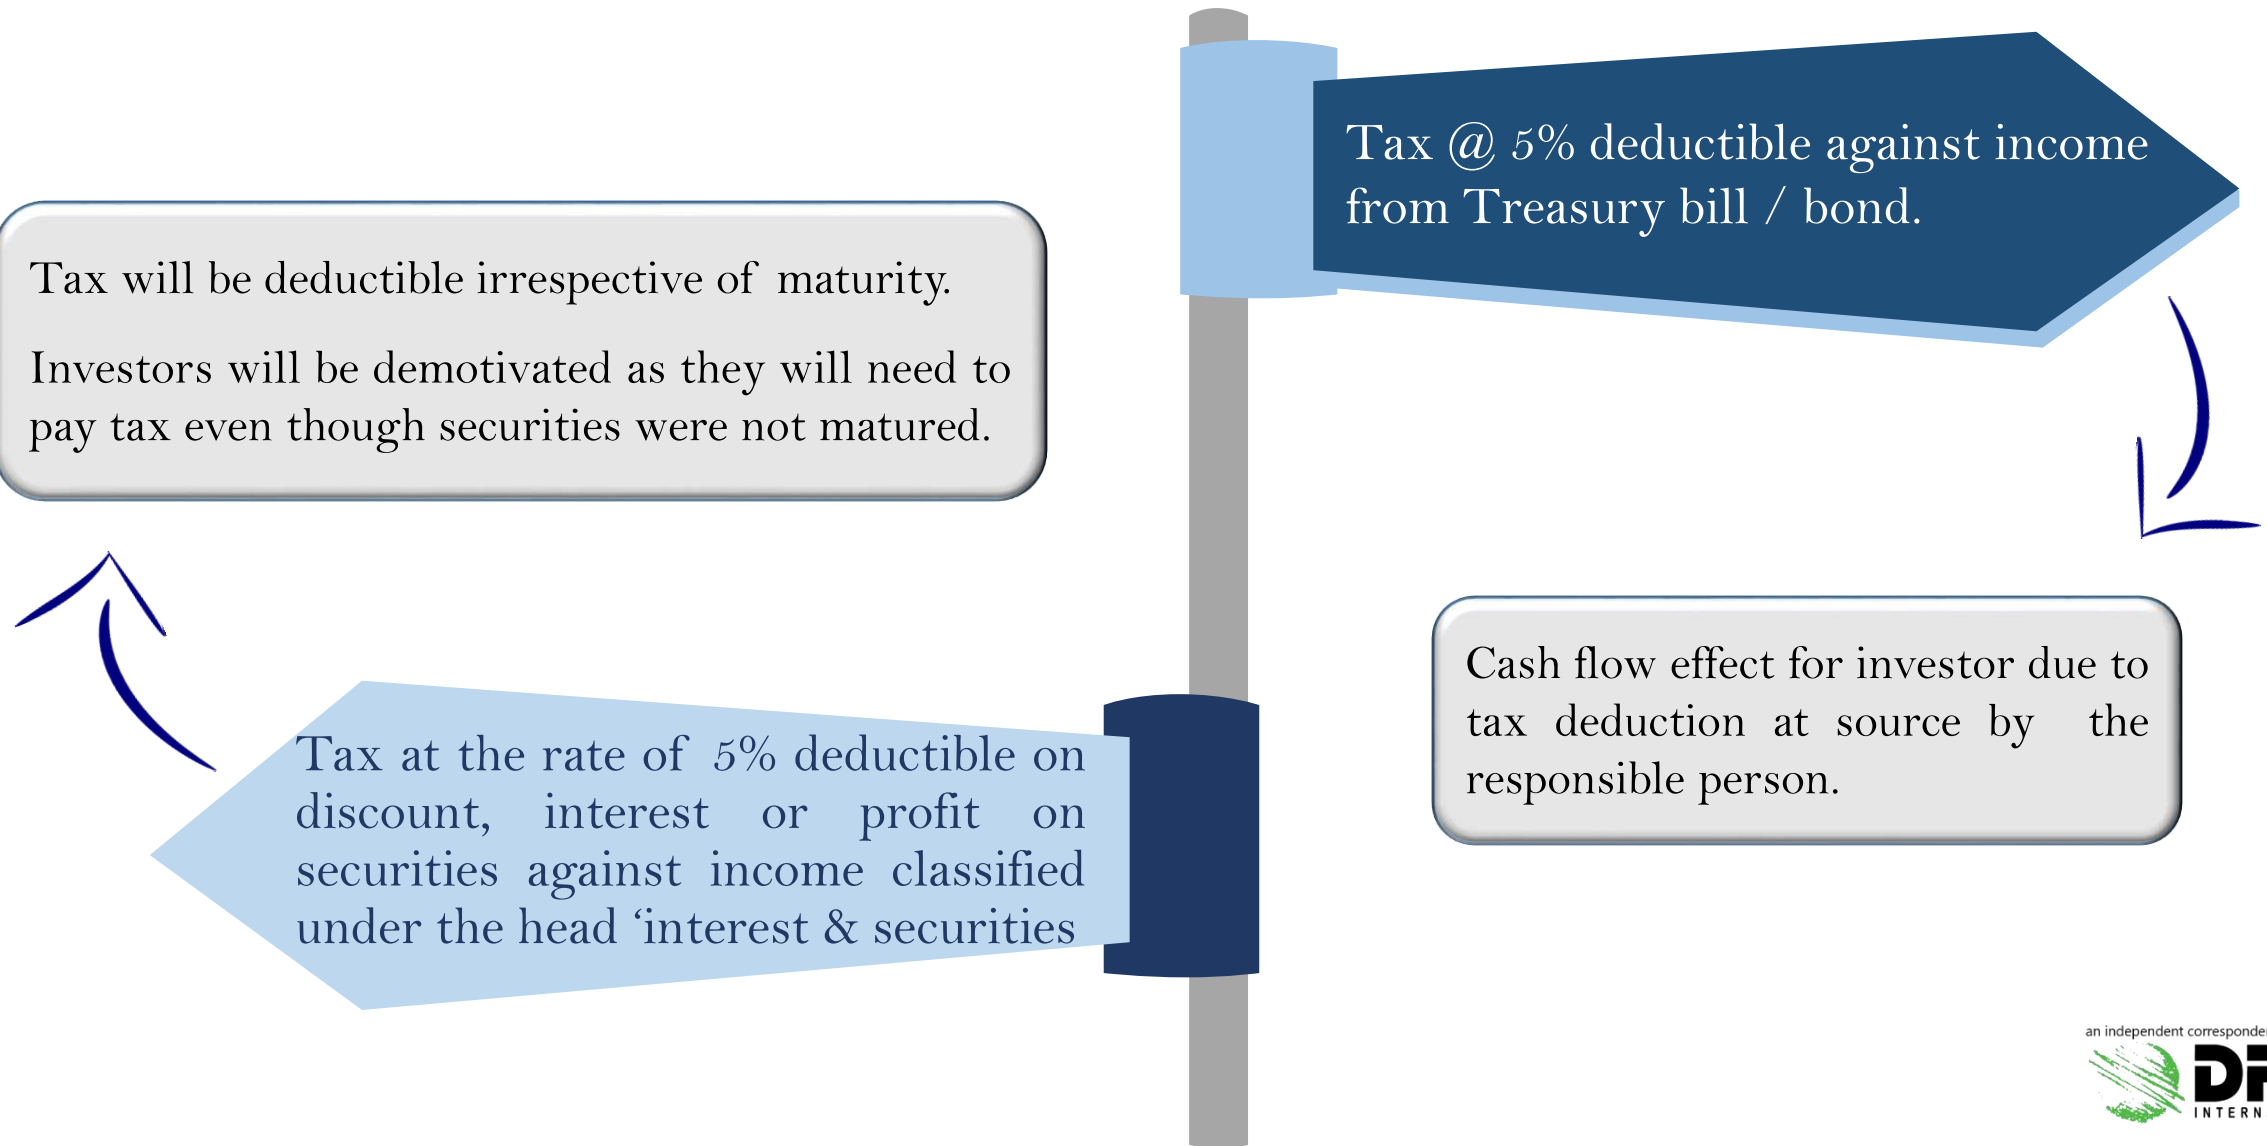 Tax @ 5% deductible against income
from Treasury bill / bond.
Tax will be deductible irrespective of maturity.
Investors will be demotivated as they will need to
pay tax even though securities were not matured.
Cash flow effect for investor due to
tax deduction at source by the
responsible person.
Tax at the rate of 5% deductible on
discount, interest or profit on
securities against income classified
under the head ‘interest & securities
an independent